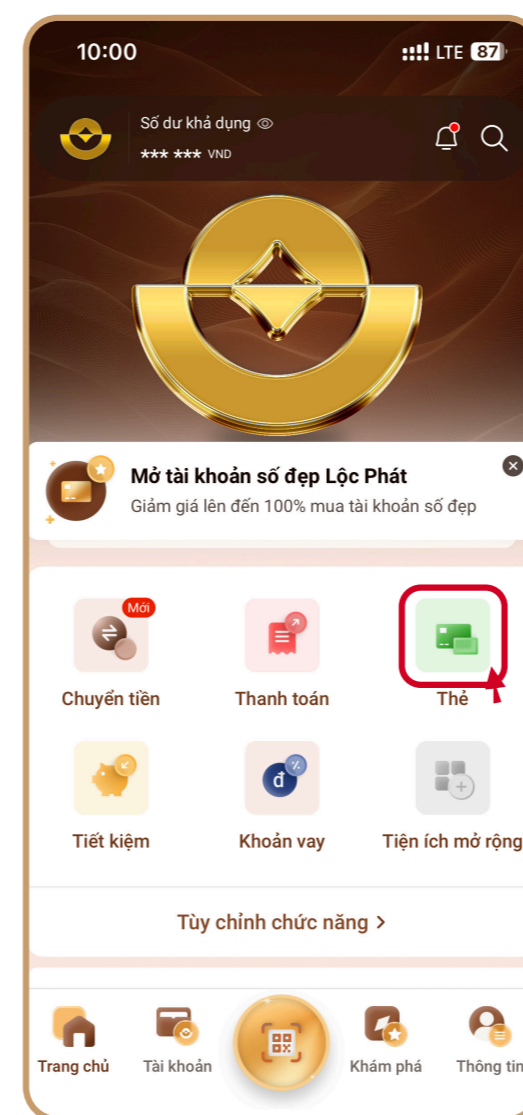 10:00
LTE 87
Số dư khả dụng
*** *** VND
Mở tài khoản số đẹp Lộc Phát
Giảm giá lên đến 100% mua tài khoản số đẹp
Mới
Chuyển tiền
Thanh toán
Thẻ
đ %
Tiết kiệm
Khoản vay
Tiện ích mở rộng
Tùy chỉnh chức năng >
Trang chủ
Tài khoản
Khám phá
Thông tin